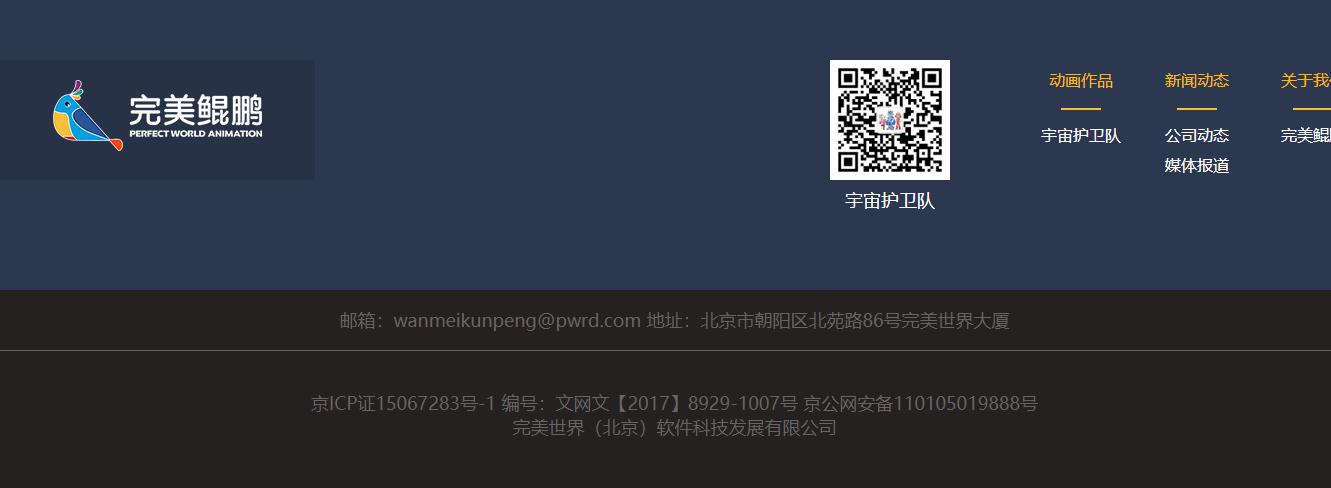 完美鲲鹏
PERFECT WORLD ANIMATION
宇宙护卫队
动画作品
宇宙护卫队
新闻动态
公司动态
媒体报道
关于我
完美鲲
邮箱：wanmeikunpeng@pwrd.com 地址：北京市朝阳区北苑路86号完美世界大厦
京ICP证15067283号-1 编号：文网文【2017】8929-1007号 京公网安备110105019888号
完美世界（北京）软件科技发展有限公司